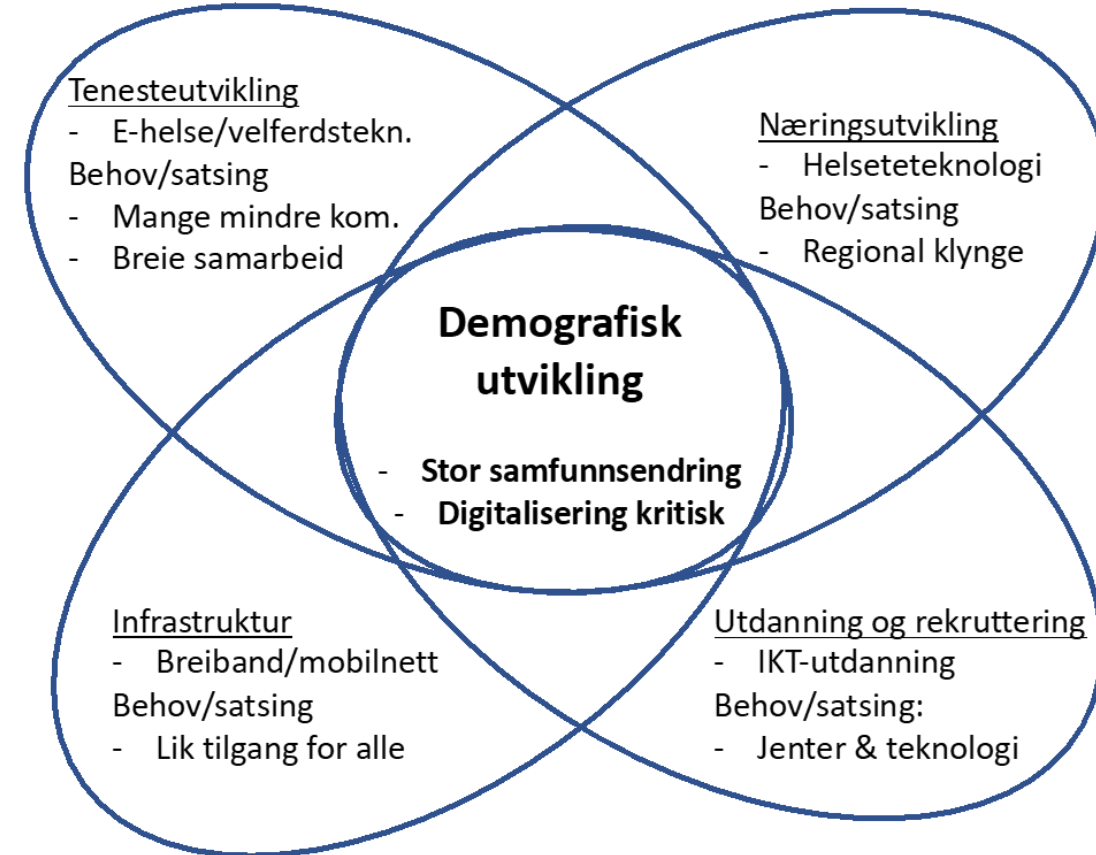 Tenesteutvikling
- E-helse/velferdstekn.
Behov/satsing
- Mange mindre kom.
- Breie samarbeid
Næringsutvikling
- Helseteteknologi
Behov/satsing
- Regional klynge
Demografisk
utvikling
- Stor samfunnsendring
- Digitalisering kritisk
Infrastruktur
- Breiband/mobilnett
Behov/satsing
- Lik tilgang for alle
Utdanning og rekruttering
- IKT-utdanning
Behov/satsing:
- Jenter & teknologi